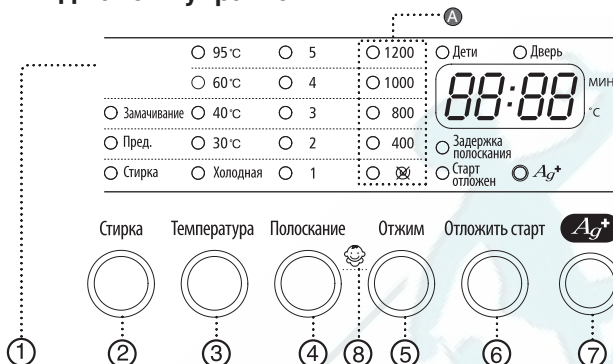 A
95 °C 5 1200 Дети Дверь
60 °C 4 1000 88:88 МИН
Замачивание 40 °C 3 800 °C
Пред. 30 °C 2 400 Задержка полоскания
Стирка Холодная 1 Старт отложен Ag+
Стирка Температура Полоскание Отжим Отложить старт Ag+
1 2 3 4 8 5 6 7